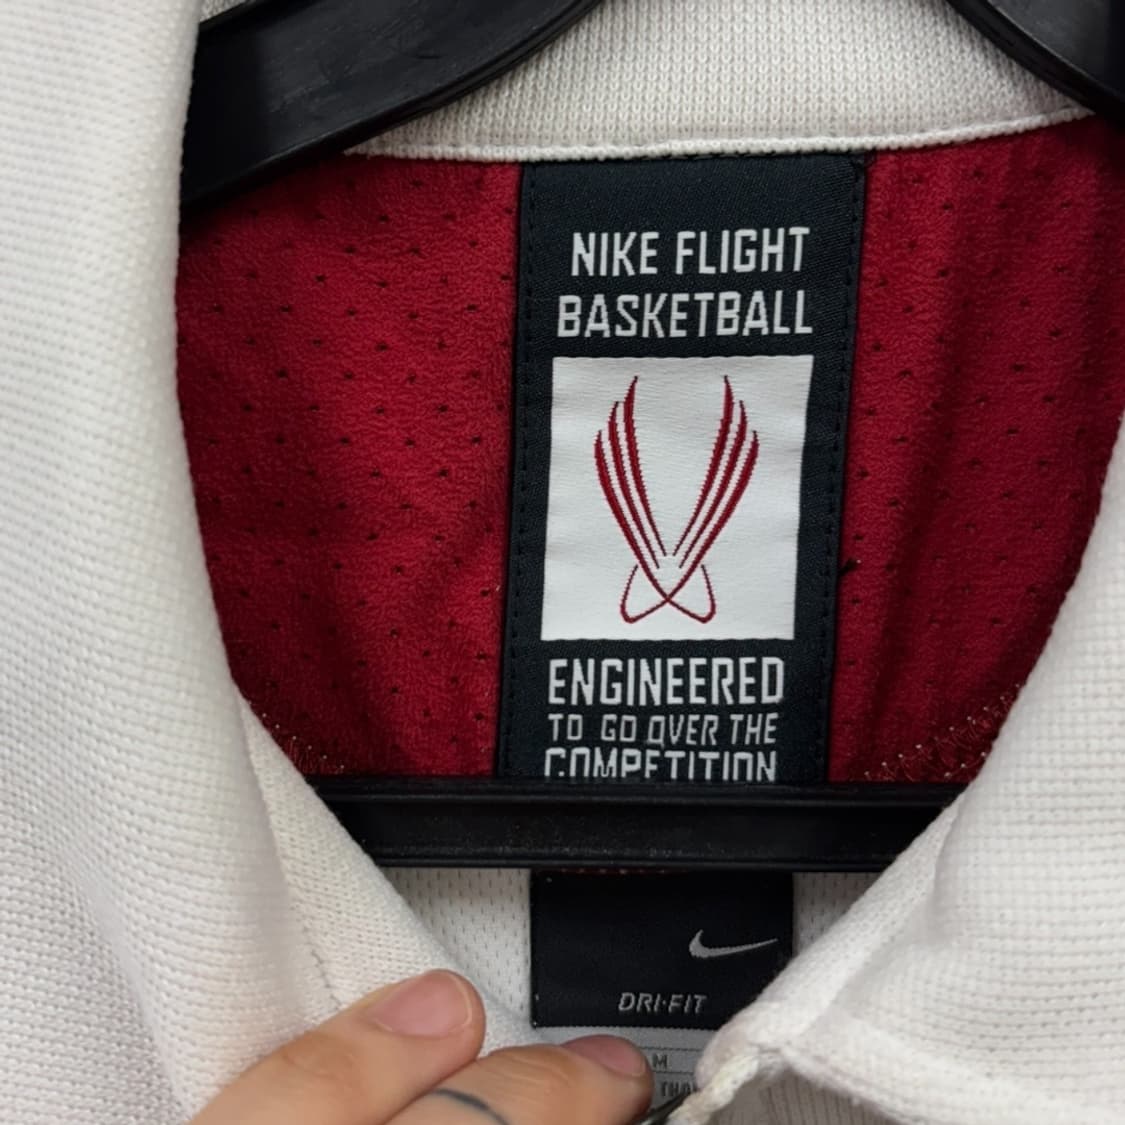 NIKE FLIGHT
BASKETBALL
ENGINEERED
TO GO OVER THE
COMPETITION
DRI-FIT
M